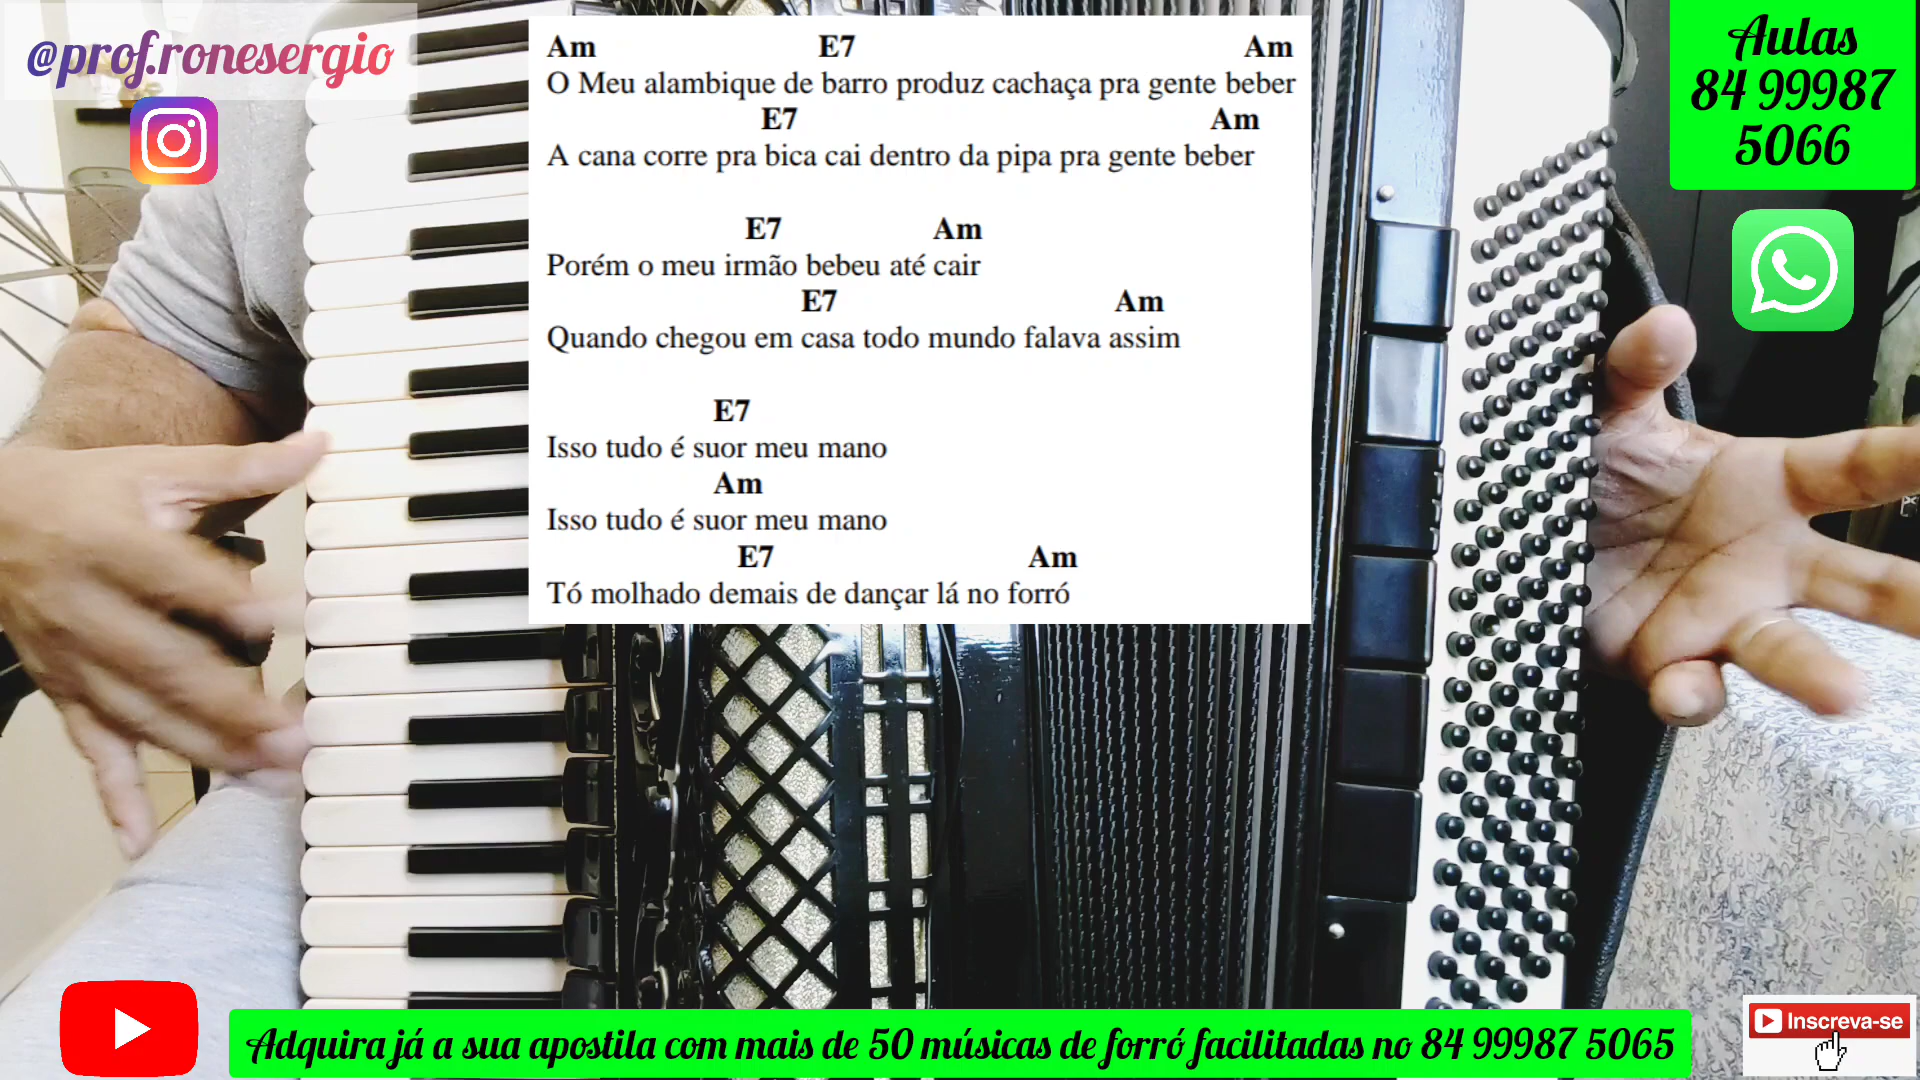 @prof.ronesergio
Am E7 Am
O Meu alambique de barro produz cachaça pra gente beber
E7 Am
A cana corre pra bica cai dentro da pipa pra gente beber
E7 Am
Porém o meu irmão bebeu até cair
E7 Am
Quando chegou em casa todo mundo falava assim
E7
Isso tudo é suor meu mano
Am
Isso tudo é suor meu mano
E7 Am
Tó molhado demais de dançar lá no forró
Aulas
84 99987
5066
Adquira já a sua apostila com mais de 50 músicas de forró facilitadas no 84 99987 5065
Inscreva-se